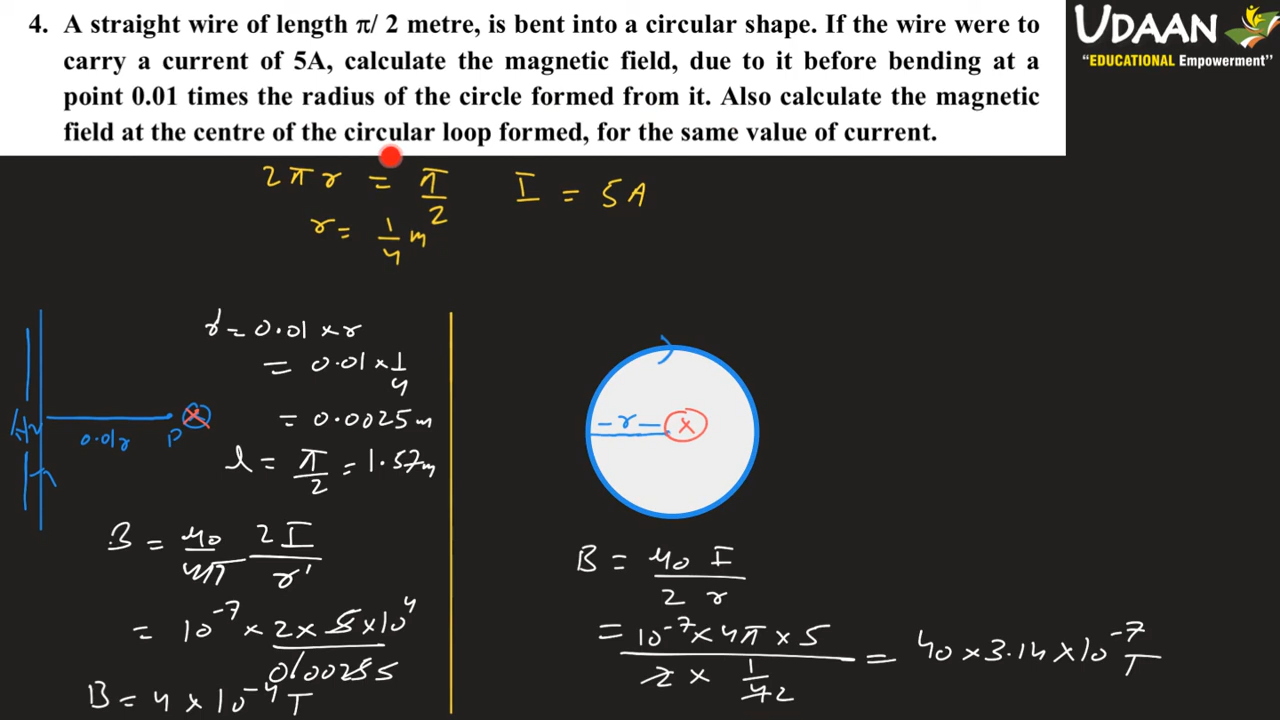 4. A straight wire of length π/ 2 metre, is bent into a circular shape. If the wire were to
carry a current of 5A, calculate the magnetic field, due to it before bending at a
point 0.01 times the radius of the circle formed from it. Also calculate the magnetic
field at the centre of the circular loop formed, for the same value of current.
UDAAN
"EDUCATIONAL Empowerment"
2πr = π/2 I = 5A
r = 1/4 m
r' = 0.01 × r
= 0.01 × 1/4
= 0.0025m
l = π/2 = 1.57m
0.01r P
B = μ0/4π 2I/r'
= 10^-7 × 2 × 5 × 10^4 / 0.0025
B = 4 × 10^-4 T
- r -
B = μ0 I / 2 r
= 10^-7 × 4π × 5 / 2 × 1/4 = 40 × 3.14 × 10^-7 T